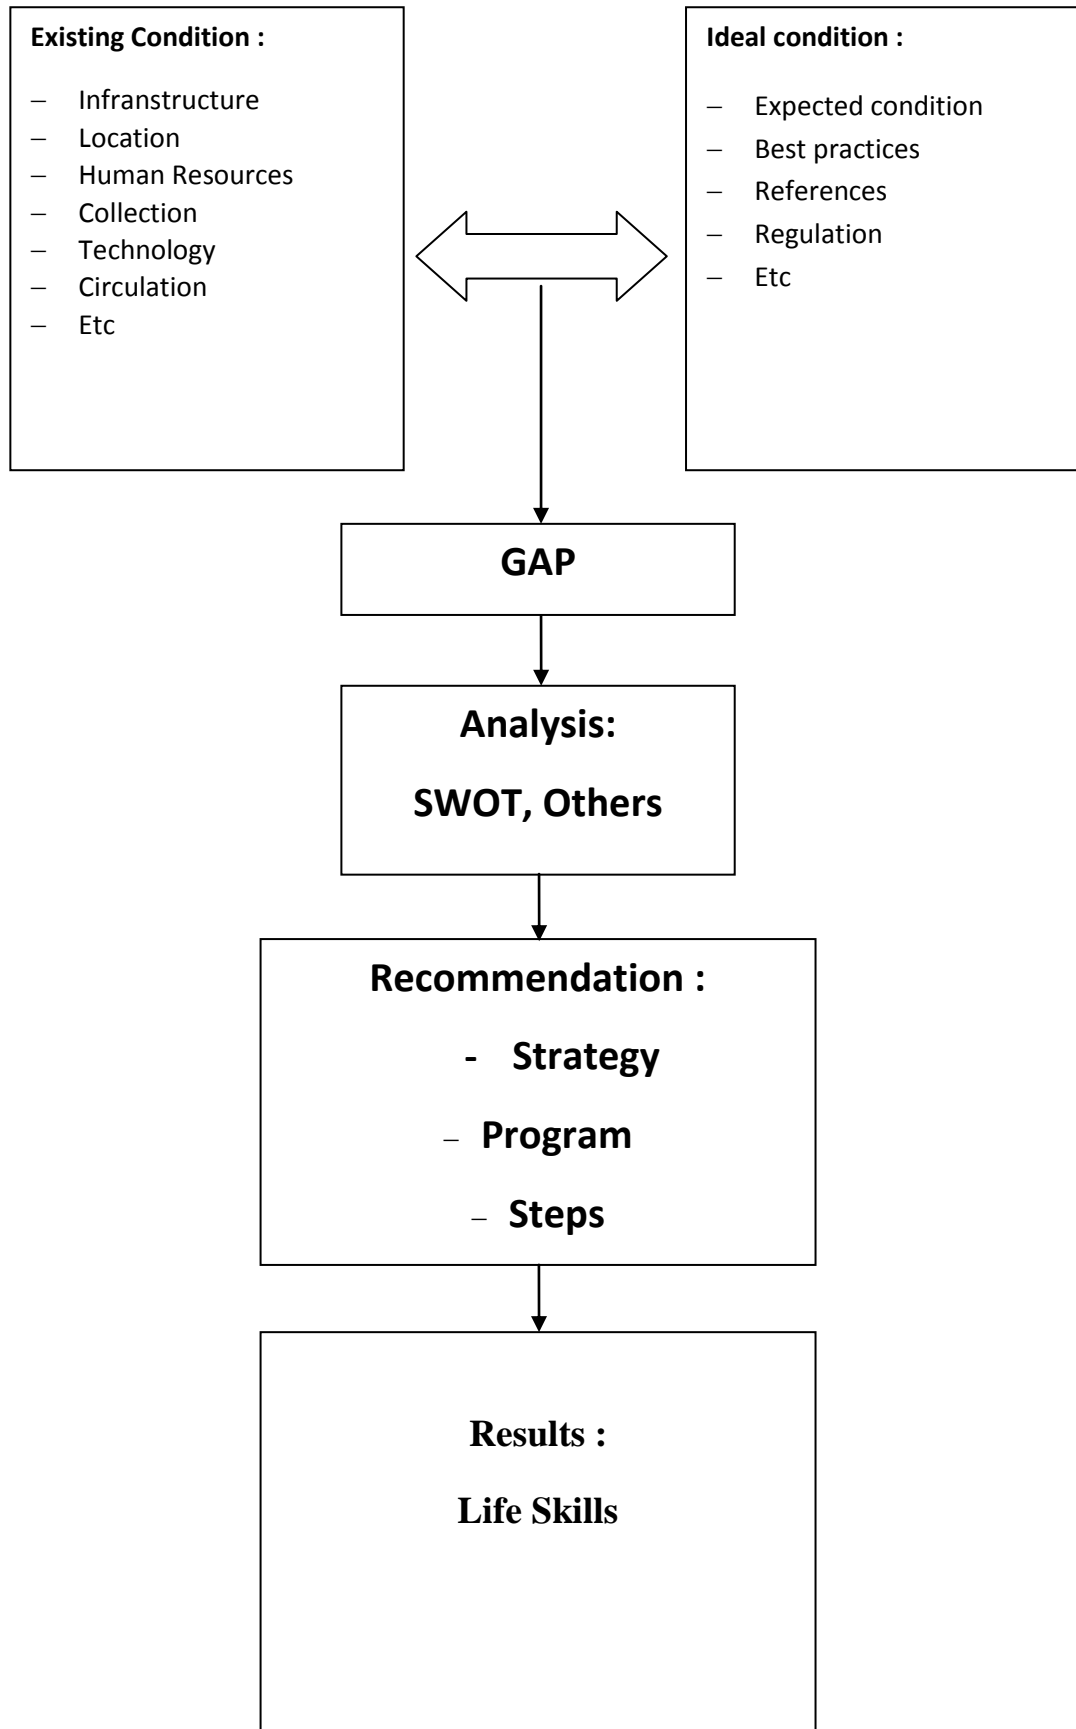 Existing Condition :
– Infranstructure
– Location
– Human Resources
– Collection
– Technology
– Circulation
– Etc
Ideal condition :
– Expected condition
– Best practices
– References
– Regulation
– Etc
GAP
Analysis:
SWOT, Others
Recommendation :
- Strategy
– Program
– Steps
Results :
Life Skills